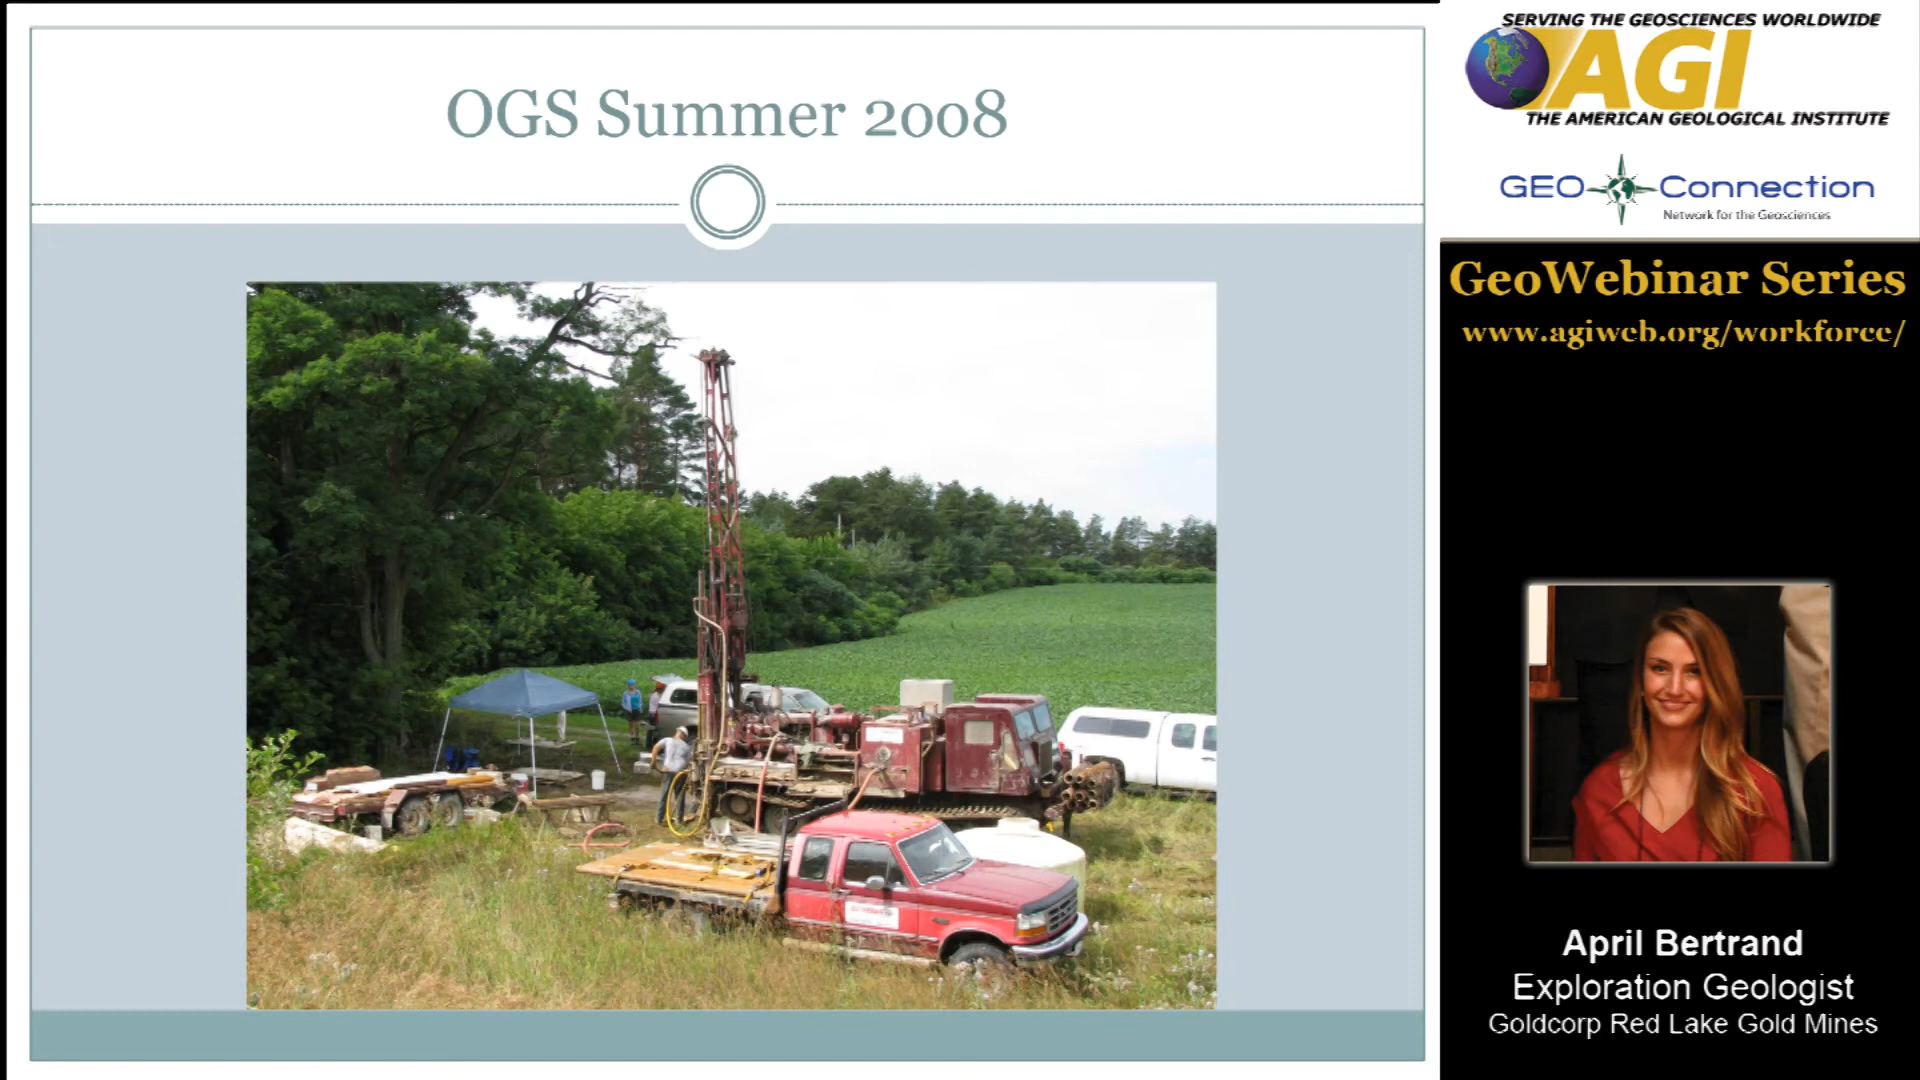 OGS Summer 2008
SERVING THE GEOSCIENCES WORLDWIDE
AGI
THE AMERICAN GEOLOGICAL INSTITUTE
GEO Connection
Network for the Geosciences
GeoWebinar Series
www.agiweb.org/workforce/
April Bertrand
Exploration Geologist
Goldcorp Red Lake Gold Mines